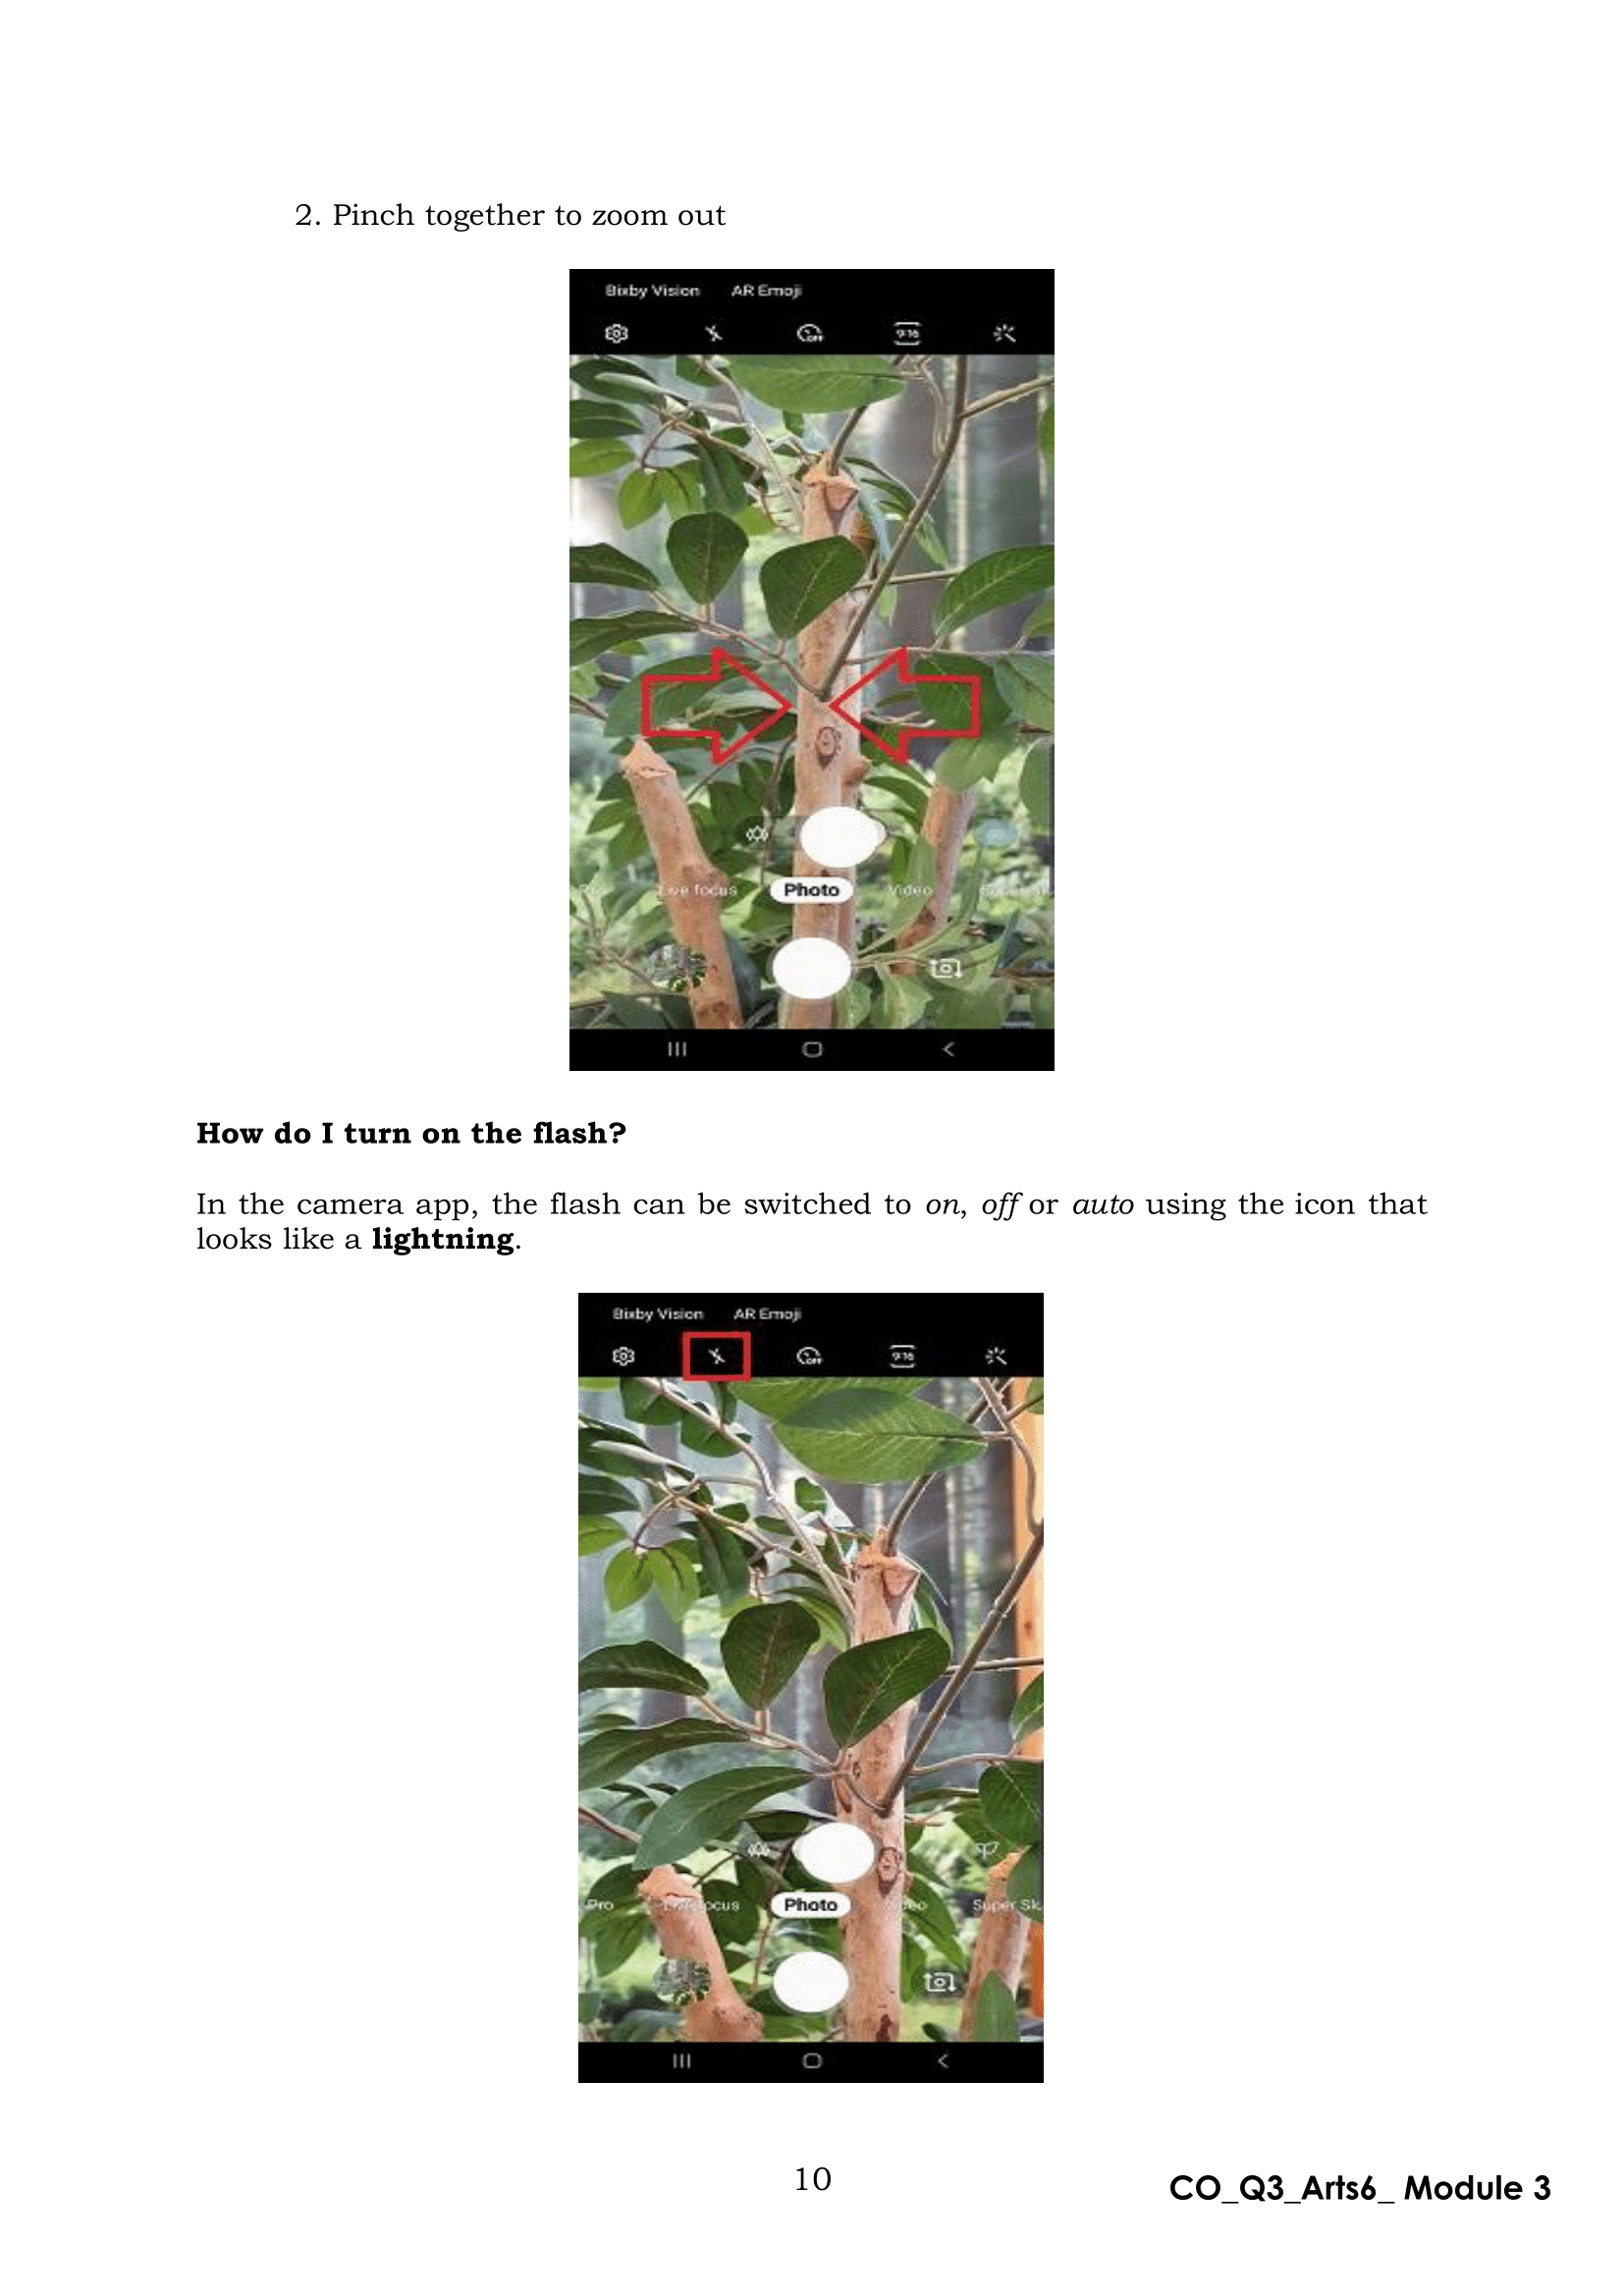 2. Pinch together to zoom out
Bixby Vision AR Emoji
OFF 9:16
Live focus Photo Video
How do I turn on the flash?
In the camera app, the flash can be switched to on, off or auto using the icon that
looks like a lightning.
Bixby Vision AR Emoji
OFF 9:16
Pro Live focus Photo Video Super Sl
10
CO_Q3_Arts6_ Module 3